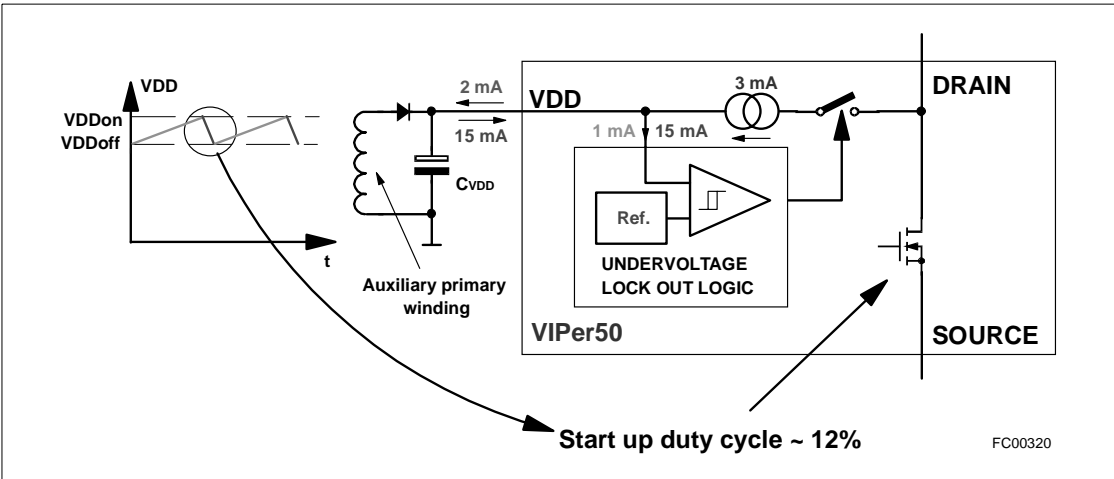 VDD
VDDon
VDDoff
t
Auxiliary primary
winding
CVDD
2 mA
15 mA
VDD
1 mA
15 mA
3 mA
DRAIN
Ref.
UNDERVOLTAGE
LOCK OUT LOGIC
VIPer50
SOURCE
Start up duty cycle ~ 12%
FC00320